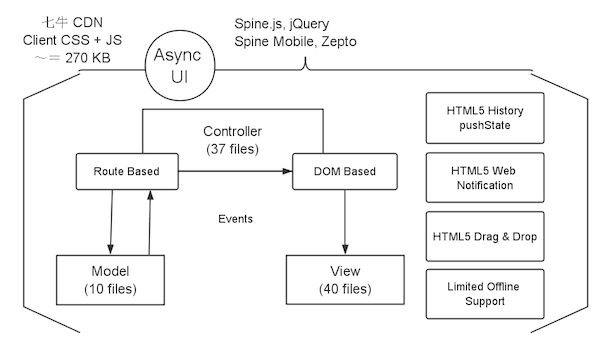 七牛 CDN
Client CSS + JS
～＝ 270 KB
Async
UI
Spine.js, jQuery
Spine Mobile, Zepto
Controller
(37 files)
Route Based
DOM Based
Events
Model
(10 files)
View
(40 files)
HTML5 History
pushState
HTML5 Web
Notification
HTML5 Drag & Drop
Limited Offline
Support